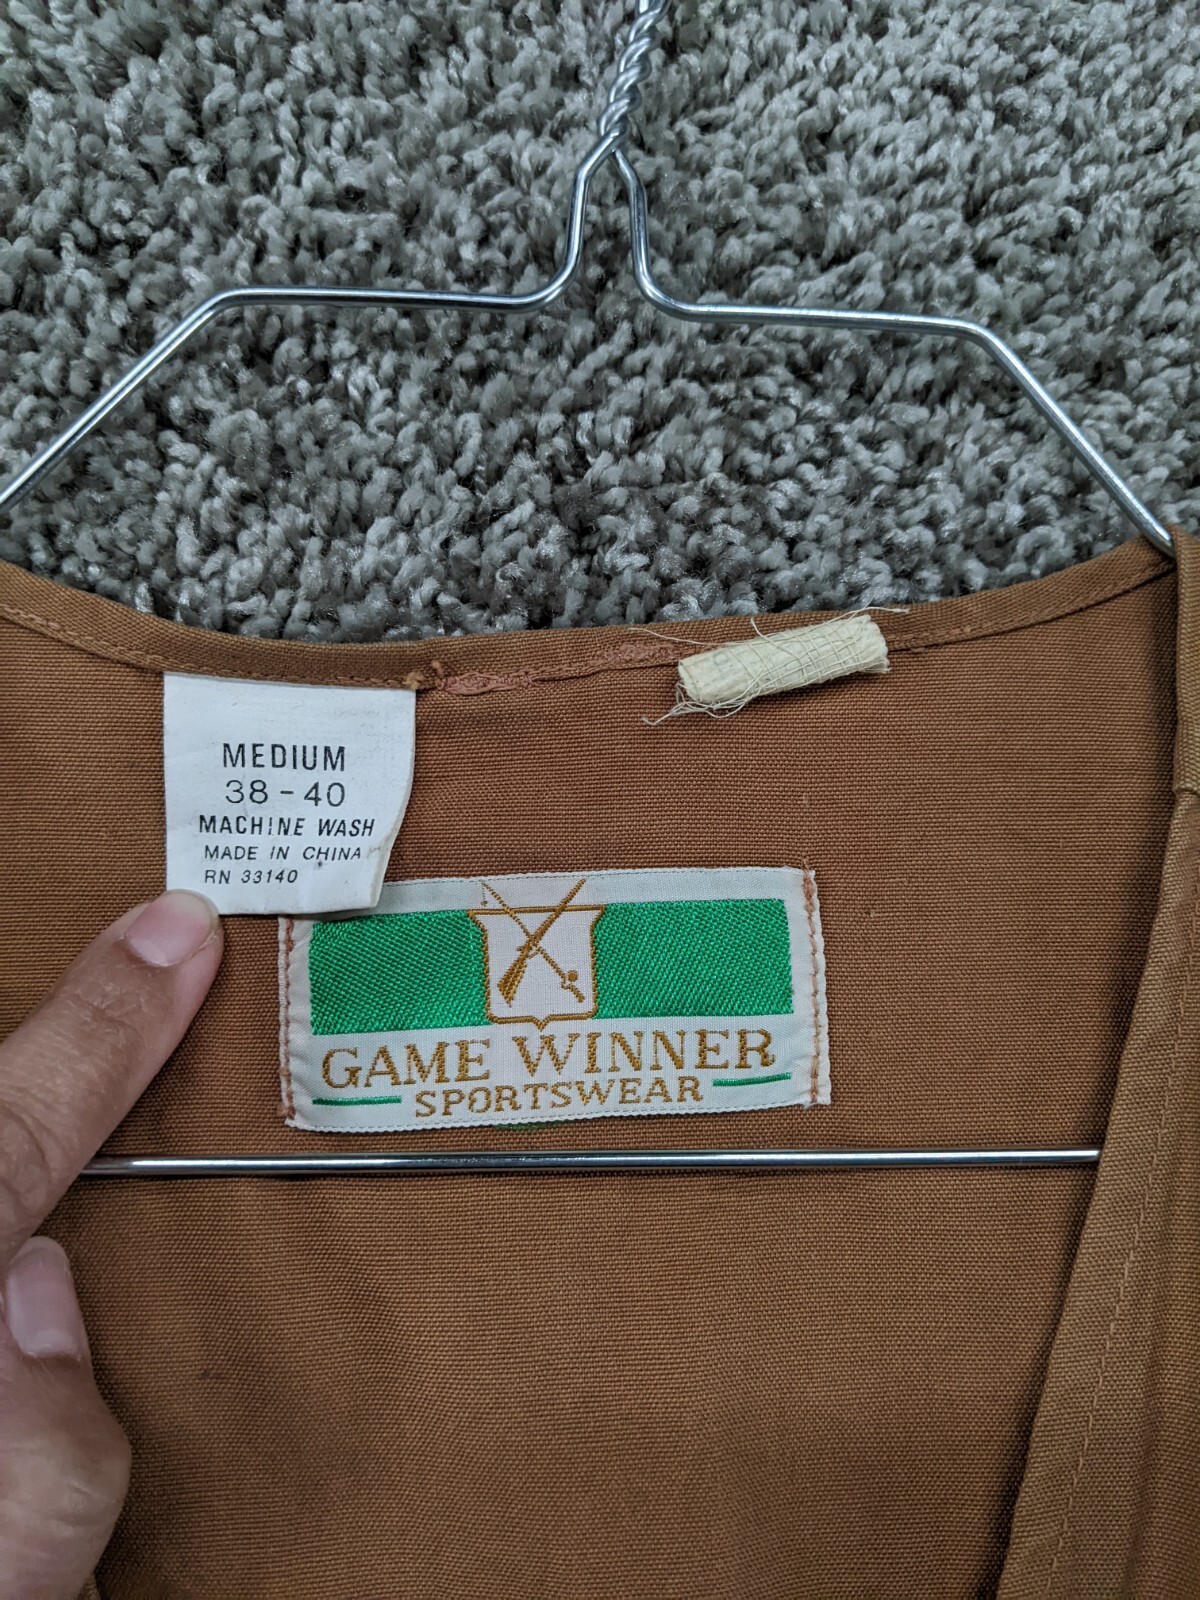 MEDIUM
38 - 40
MACHINE WASH
MADE IN CHINA
RN 33140
GAME WINNER
SPORTSWEAR